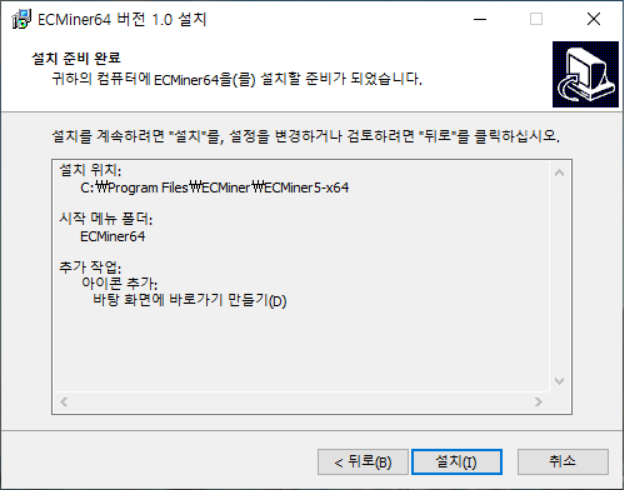 ECMiner64 버전 1.0 설치
설치 준비 완료
귀하의 컴퓨터에 ECMiner64을(를) 설치할 준비가 되었습니다.
설치를 계속하려면 "설치"를, 설정을 변경하거나 검토하려면 "뒤로"를 클릭하십시오.
설치 위치:
C:₩Program Files₩ECMiner₩ECMiner5-x64
시작 메뉴 폴더:
ECMiner64
추가 작업:
아이콘 추가:
바탕 화면에 바로가기 만들기(D)
< 뒤로(B) 설치(I) 취소